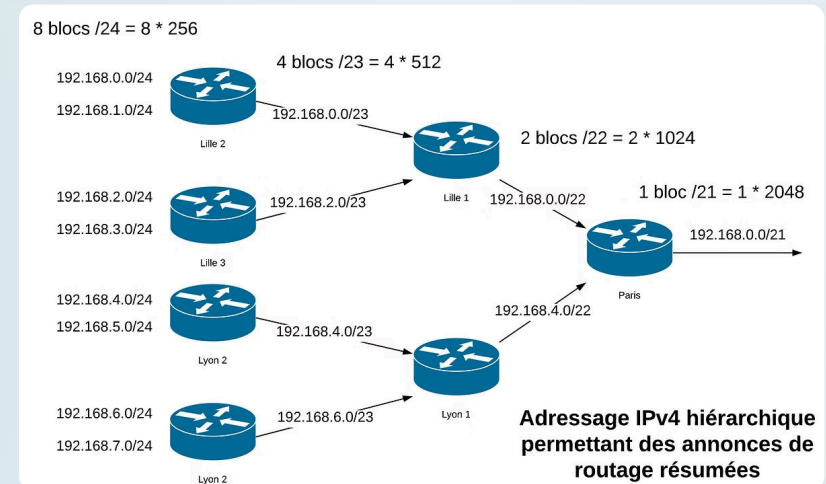 8 blocs /24 = 8 * 256
4 blocs /23 = 4 * 512
192.168.0.0/24
192.168.1.0/24
192.168.0.0/23
Lille 2
2 blocs /22 = 2 * 1024
192.168.2.0/24
192.168.3.0/24
192.168.2.0/23
Lille 3
Lille 1
192.168.0.0/22
1 bloc /21 = 1 * 2048
192.168.0.0/21
Paris
192.168.4.0/24
192.168.5.0/24
192.168.4.0/23
Lyon 2
192.168.4.0/22
192.168.6.0/24
192.168.7.0/24
192.168.6.0/23
Lyon 2
Lyon 1
Adressage IPv4 hiérarchique
permettant des annonces de
routage résumées